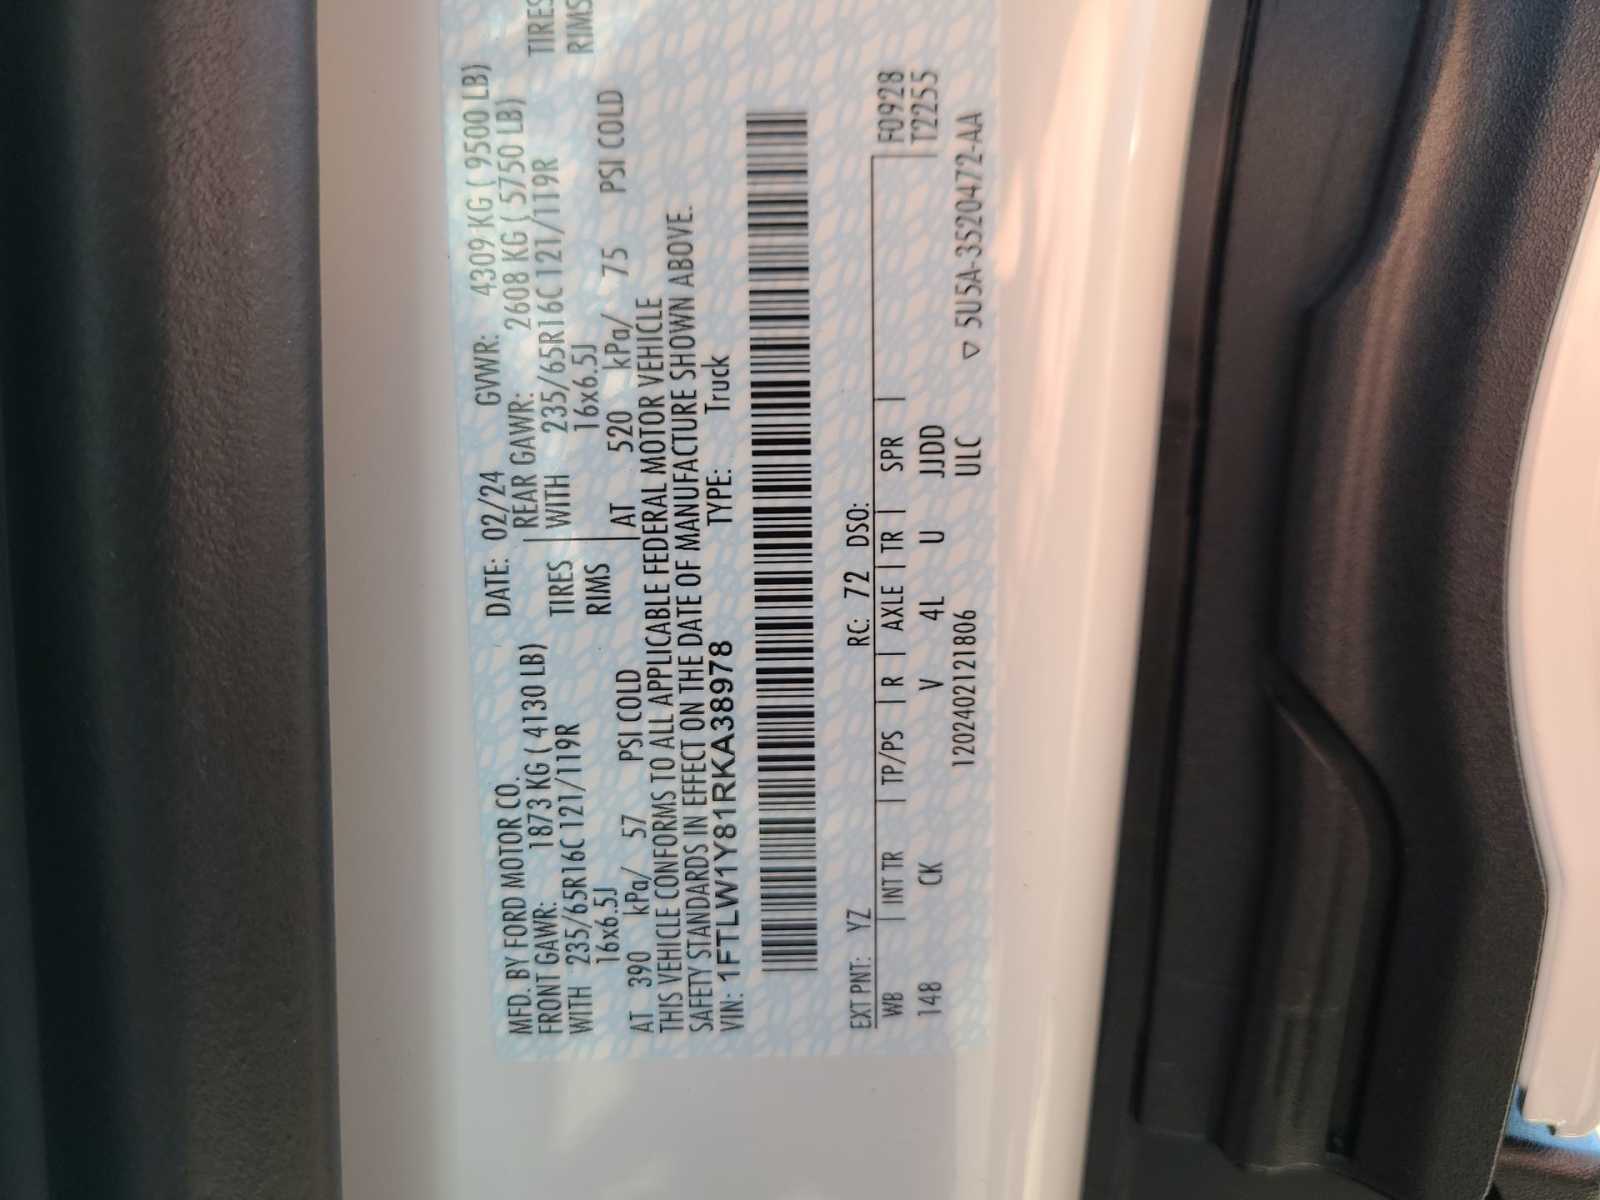 MFD. BY FORD MOTOR CO. DATE: 02/24 GVWR: 4309 KG ( 9500 LB)
FRONT GAWR: 1873 KG ( 4130 LB) REAR GAWR: 2608 KG ( 5750 LB)
WITH 235/65R16C 121/119R TIRES WITH 235/65R16C 121/119R TIRES
16x6.5J RIMS 16x6.5J RIMS
AT 390 kPa/ 57 PSI COLD AT 520 kPa/ 75 PSI COLD
THIS VEHICLE CONFORMS TO ALL APPLICABLE FEDERAL MOTOR VEHICLE
SAFETY STANDARDS IN EFFECT ON THE DATE OF MANUFACTURE SHOWN ABOVE.
VIN: 1FTLW1Y81RKA38978 TYPE: Truck
EXT PNT: YZ RC: 72 DSO:
WB | INT TR | TP/PS | R | AXLE | TR | SPR | F0928
148 CK V 4L U JJDD T2255
120240212180​6 ULC ▽ 5U5A-3520472-AA